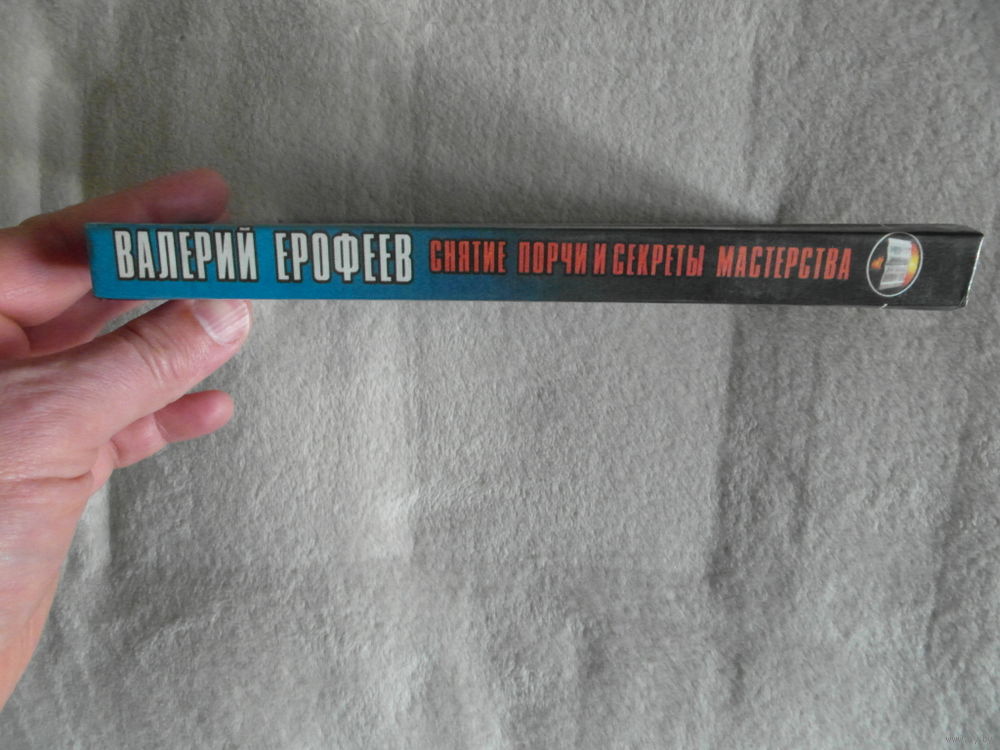 ВАЛЕРИЙ ЕРОФЕЕВ СНЯТИЕ ПОРЧИ И СЕКРЕТЫ МАСТЕРСТВА